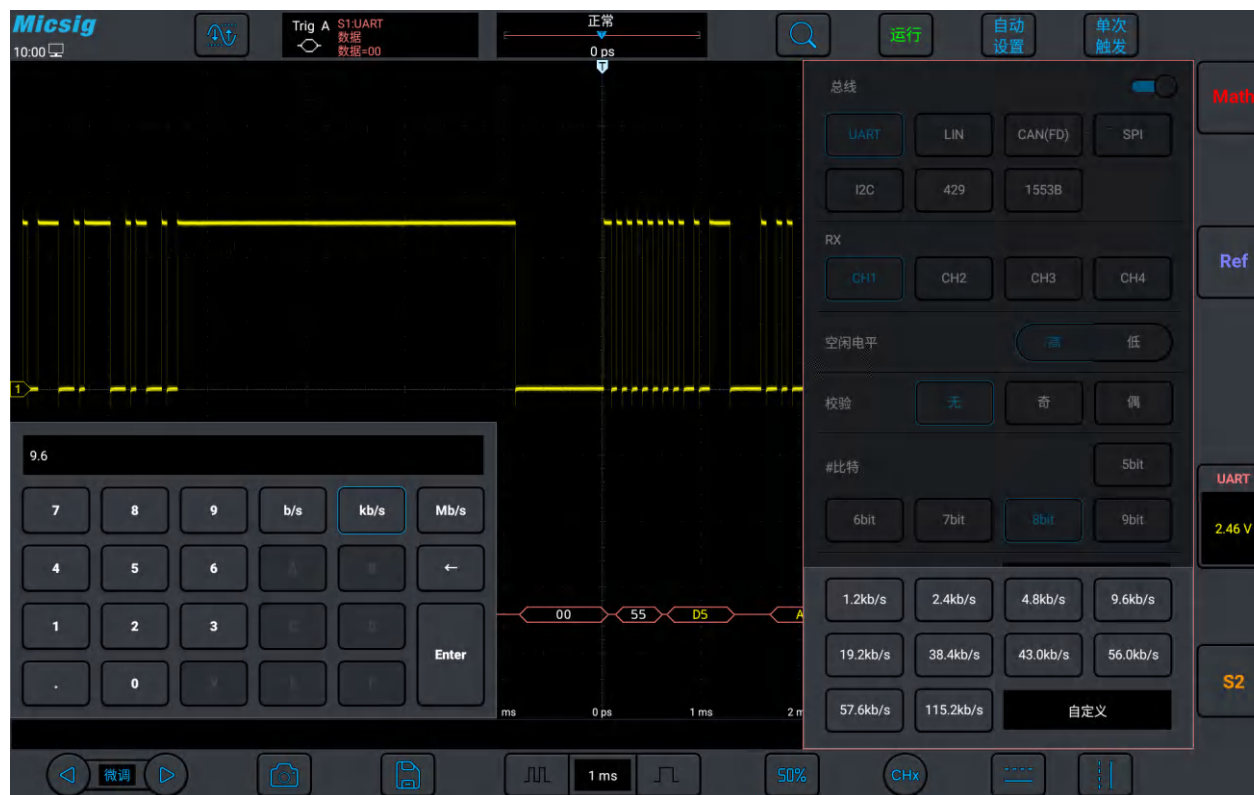 Micsig
10:00
Trig A S1:UART
数据
数据=00
正常
0 ps
运行
自动
设置
单次
触发
T
总线
UART LIN CAN(FD) SPI
I2C 429 1553B
RX
CH1 CH2 CH3 CH4
空闲电平 高 低
校验 无 奇 偶
#比特 5bit
6bit 7bit 8bit 9bit
1.2kb/s 2.4kb/s 4.8kb/s 9.6kb/s
19.2kb/s 38.4kb/s 43.0kb/s 56.0kb/s
57.6kb/s 115.2kb/s 自定义
Math
Ref
UART
2.46 V
S2
1
9.6
7 8 9 b/s kb/s Mb/s
4 5 6 A B ←
1 2 3 C D Enter
. 0
00 55 D5 A
ms 0 ps 1 ms 2 m
微调
1 ms
50%
CHx